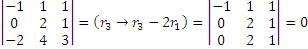 | -1 1 1 | = (r₃ → r₃ − 2r₁) = | -1 1 1 | = 0
| 0 2 1 | | 0 2 1 |
| -2 4 3 | | 0 2 1 |